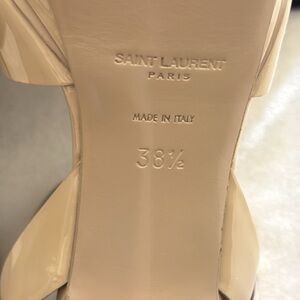 SAINT LAURENT
PARIS
MADE IN ITALY
38½